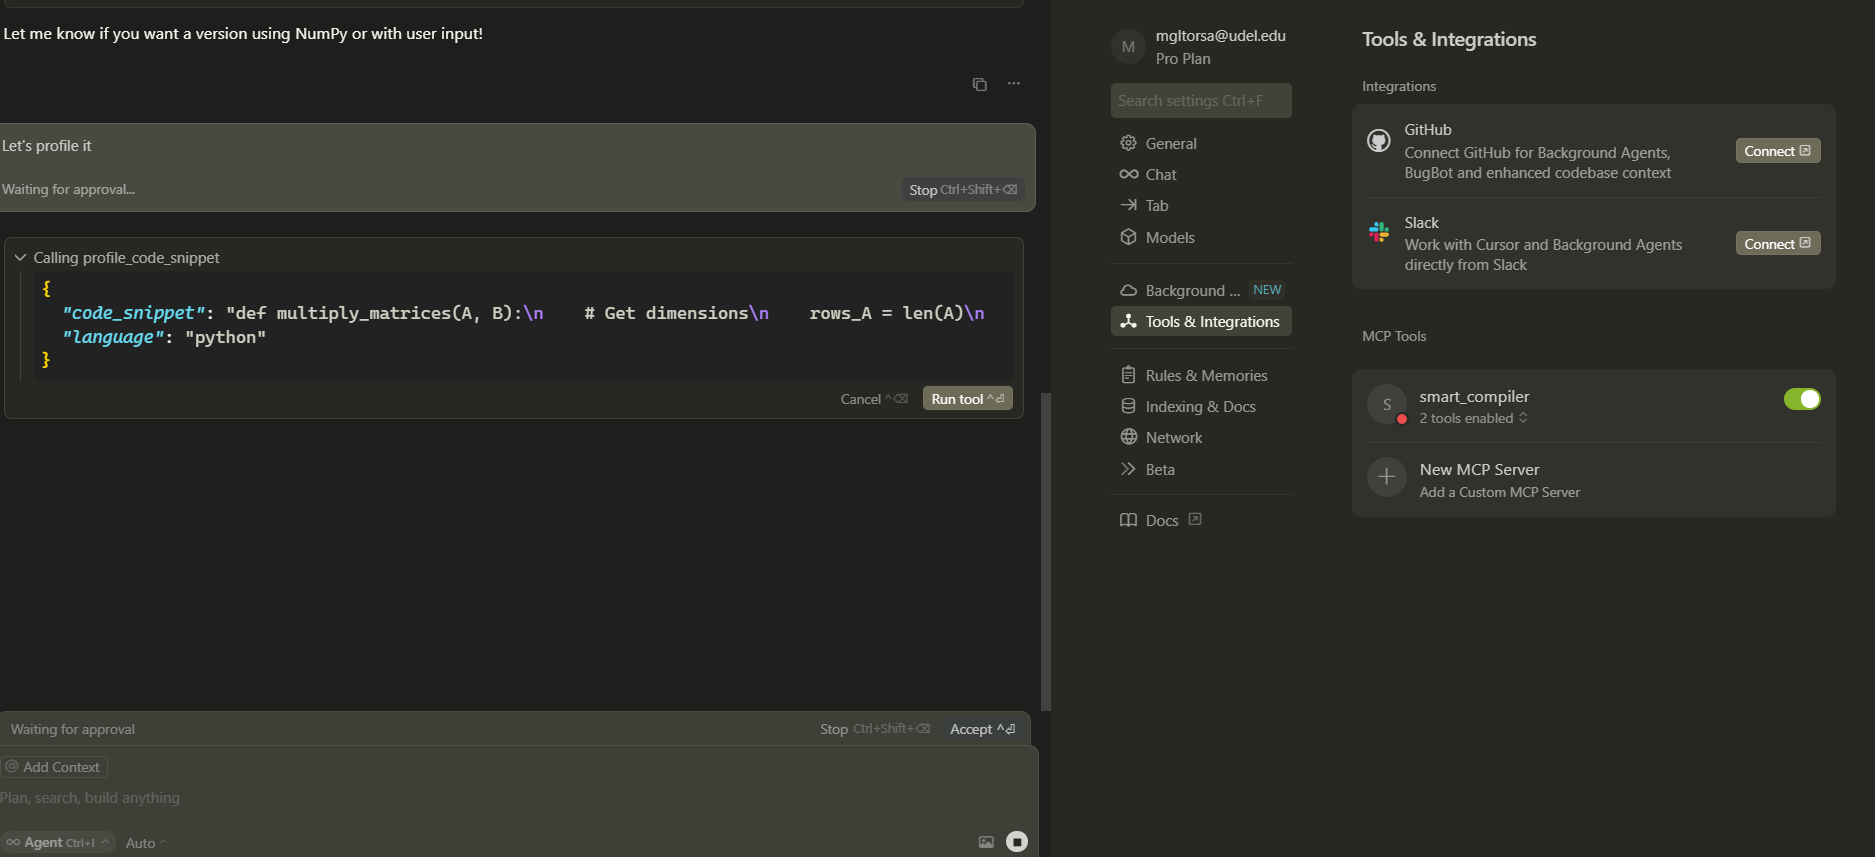 Let me know if you want a version using NumPy or with user input!
Let's profile it
Waiting for approval...
Stop Ctrl+Shift+⌫
Calling profile_code_snippet
{
"code_snippet": "def multiply_matrices(A, B):\n    # Get dimensions\n    rows_A = len(A)\n
"language": "python"
}
Cancel ^⌫
Run tool ^⏎
Waiting for approval
Stop Ctrl+Shift+⌫
Accept ^⏎
@ Add Context
Plan, search, build anything
∞ Agent Ctrl+I ^
Auto ^
M
mgltorsa@udel.edu
Pro Plan
Search settings Ctrl+F
General
Chat
Tab
Models
Background ... NEW
Tools & Integrations
Rules & Memories
Indexing & Docs
Network
Beta
Docs
Tools & Integrations
Integrations
GitHub
Connect GitHub for Background Agents,
BugBot and enhanced codebase context
Connect
Slack
Work with Cursor and Background Agents
directly from Slack
Connect
MCP Tools
S
smart_compiler
2 tools enabled
New MCP Server
Add a Custom MCP Server